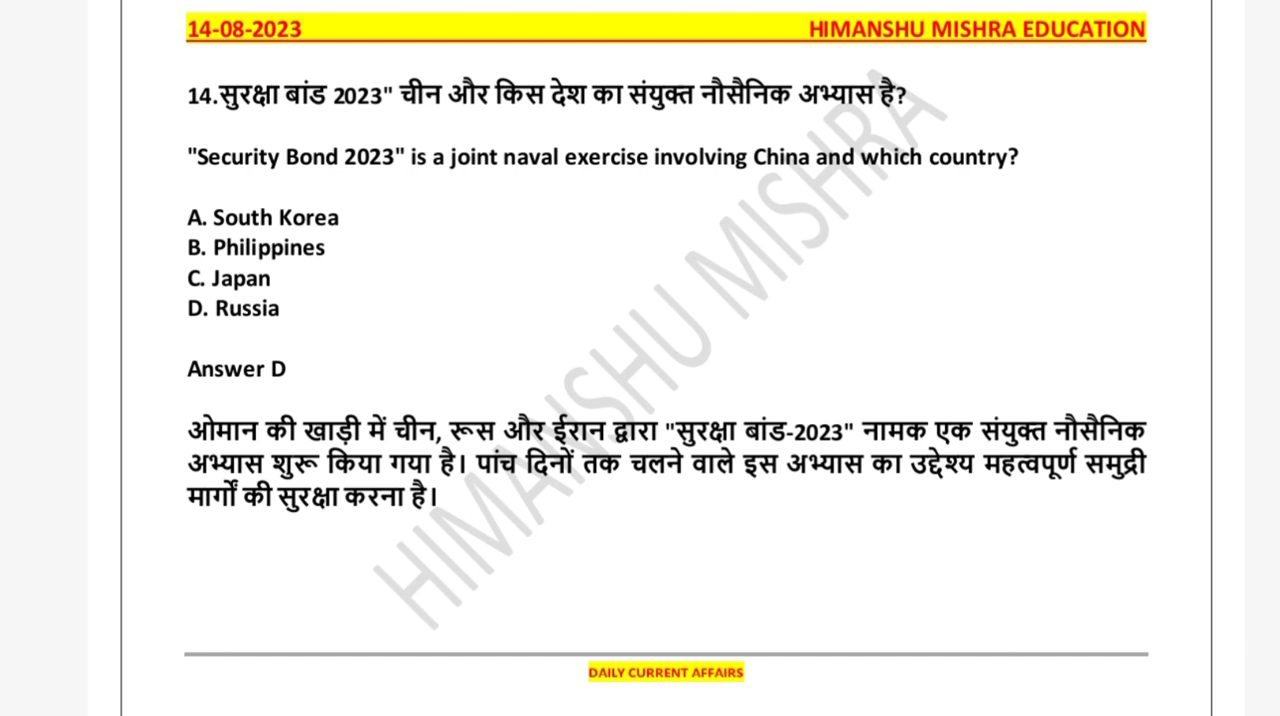 14-08-2023 HIMANSHU MISHRA EDUCATION
14.सुरक्षा बांड 2023" चीन और किस देश का संयुक्त नौसैनिक अभ्यास है?
"Security Bond 2023" is a joint naval exercise involving China and which country?
A. South Korea
B. Philippines
C. Japan
D. Russia
Answer D
ओमान की खाड़ी में चीन, रूस और ईरान द्वारा "सुरक्षा बांड-2023" नामक एक संयुक्त नौसैनिक
अभ्यास शुरू किया गया है। पांच दिनों तक चलने वाले इस अभ्यास का उद्देश्य महत्वपूर्ण समुद्री
मार्गों की सुरक्षा करना है।
HIMANSHU MISHRA
DAILY CURRENT AFFAIRS